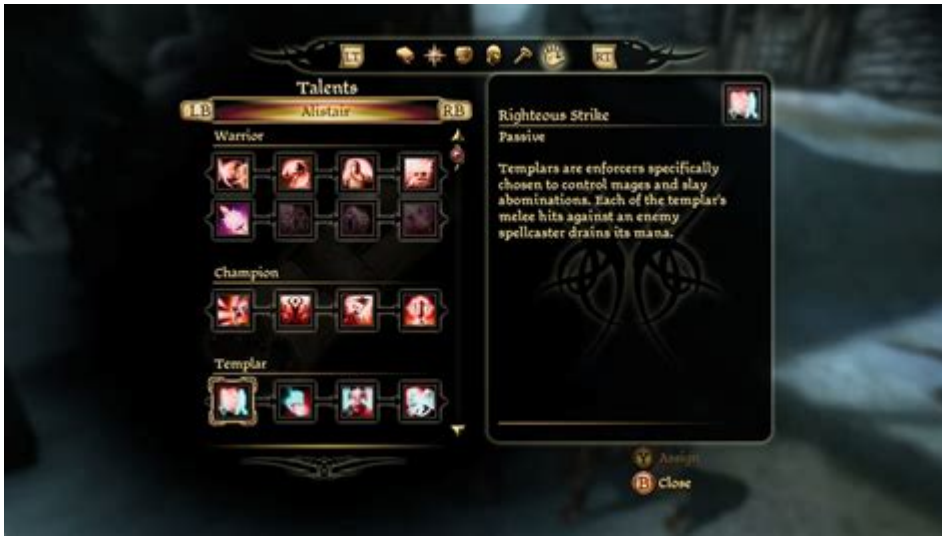 LT
RT
Talents
LB
Alistair
RB
Warrior
Champion
Templar
Righteous Strike
Passive
Templars are enforcers specifically
chosen to control mages and slay
abominations. Each of the templar's
melee hits against an enemy
spellcaster drains its mana.
Y Assign
B Close